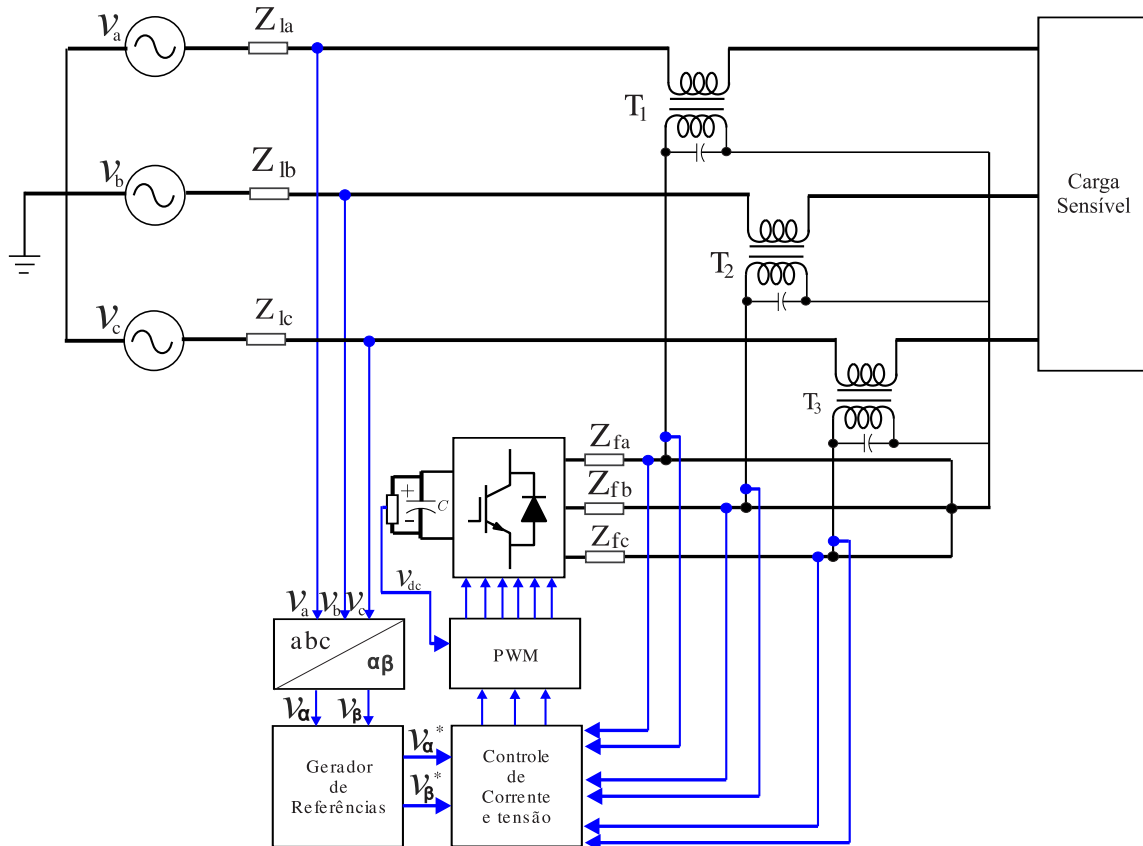 va
Zla
T1
vb
Zlb
Carga
Sensível
T2
vc
Zlc
T3
Zfa
+
C
-
Zfb
Zfc
vdc
va vb vc
abc
αβ
PWM
vα vβ
vα*
Gerador
de
Referências
vβ*
Controle
de
Corrente
e tensão